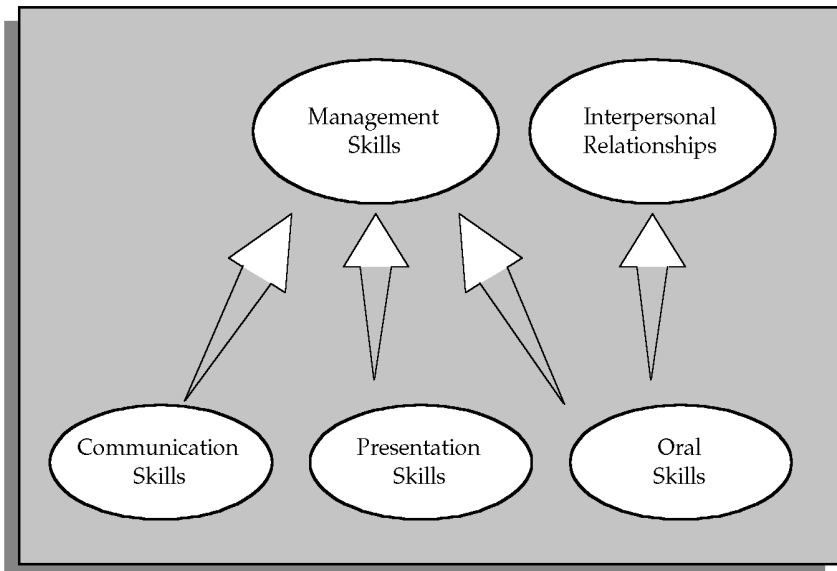 Management
Skills
Interpersonal
Relationships
Communication
Skills
Presentation
Skills
Oral
Skills